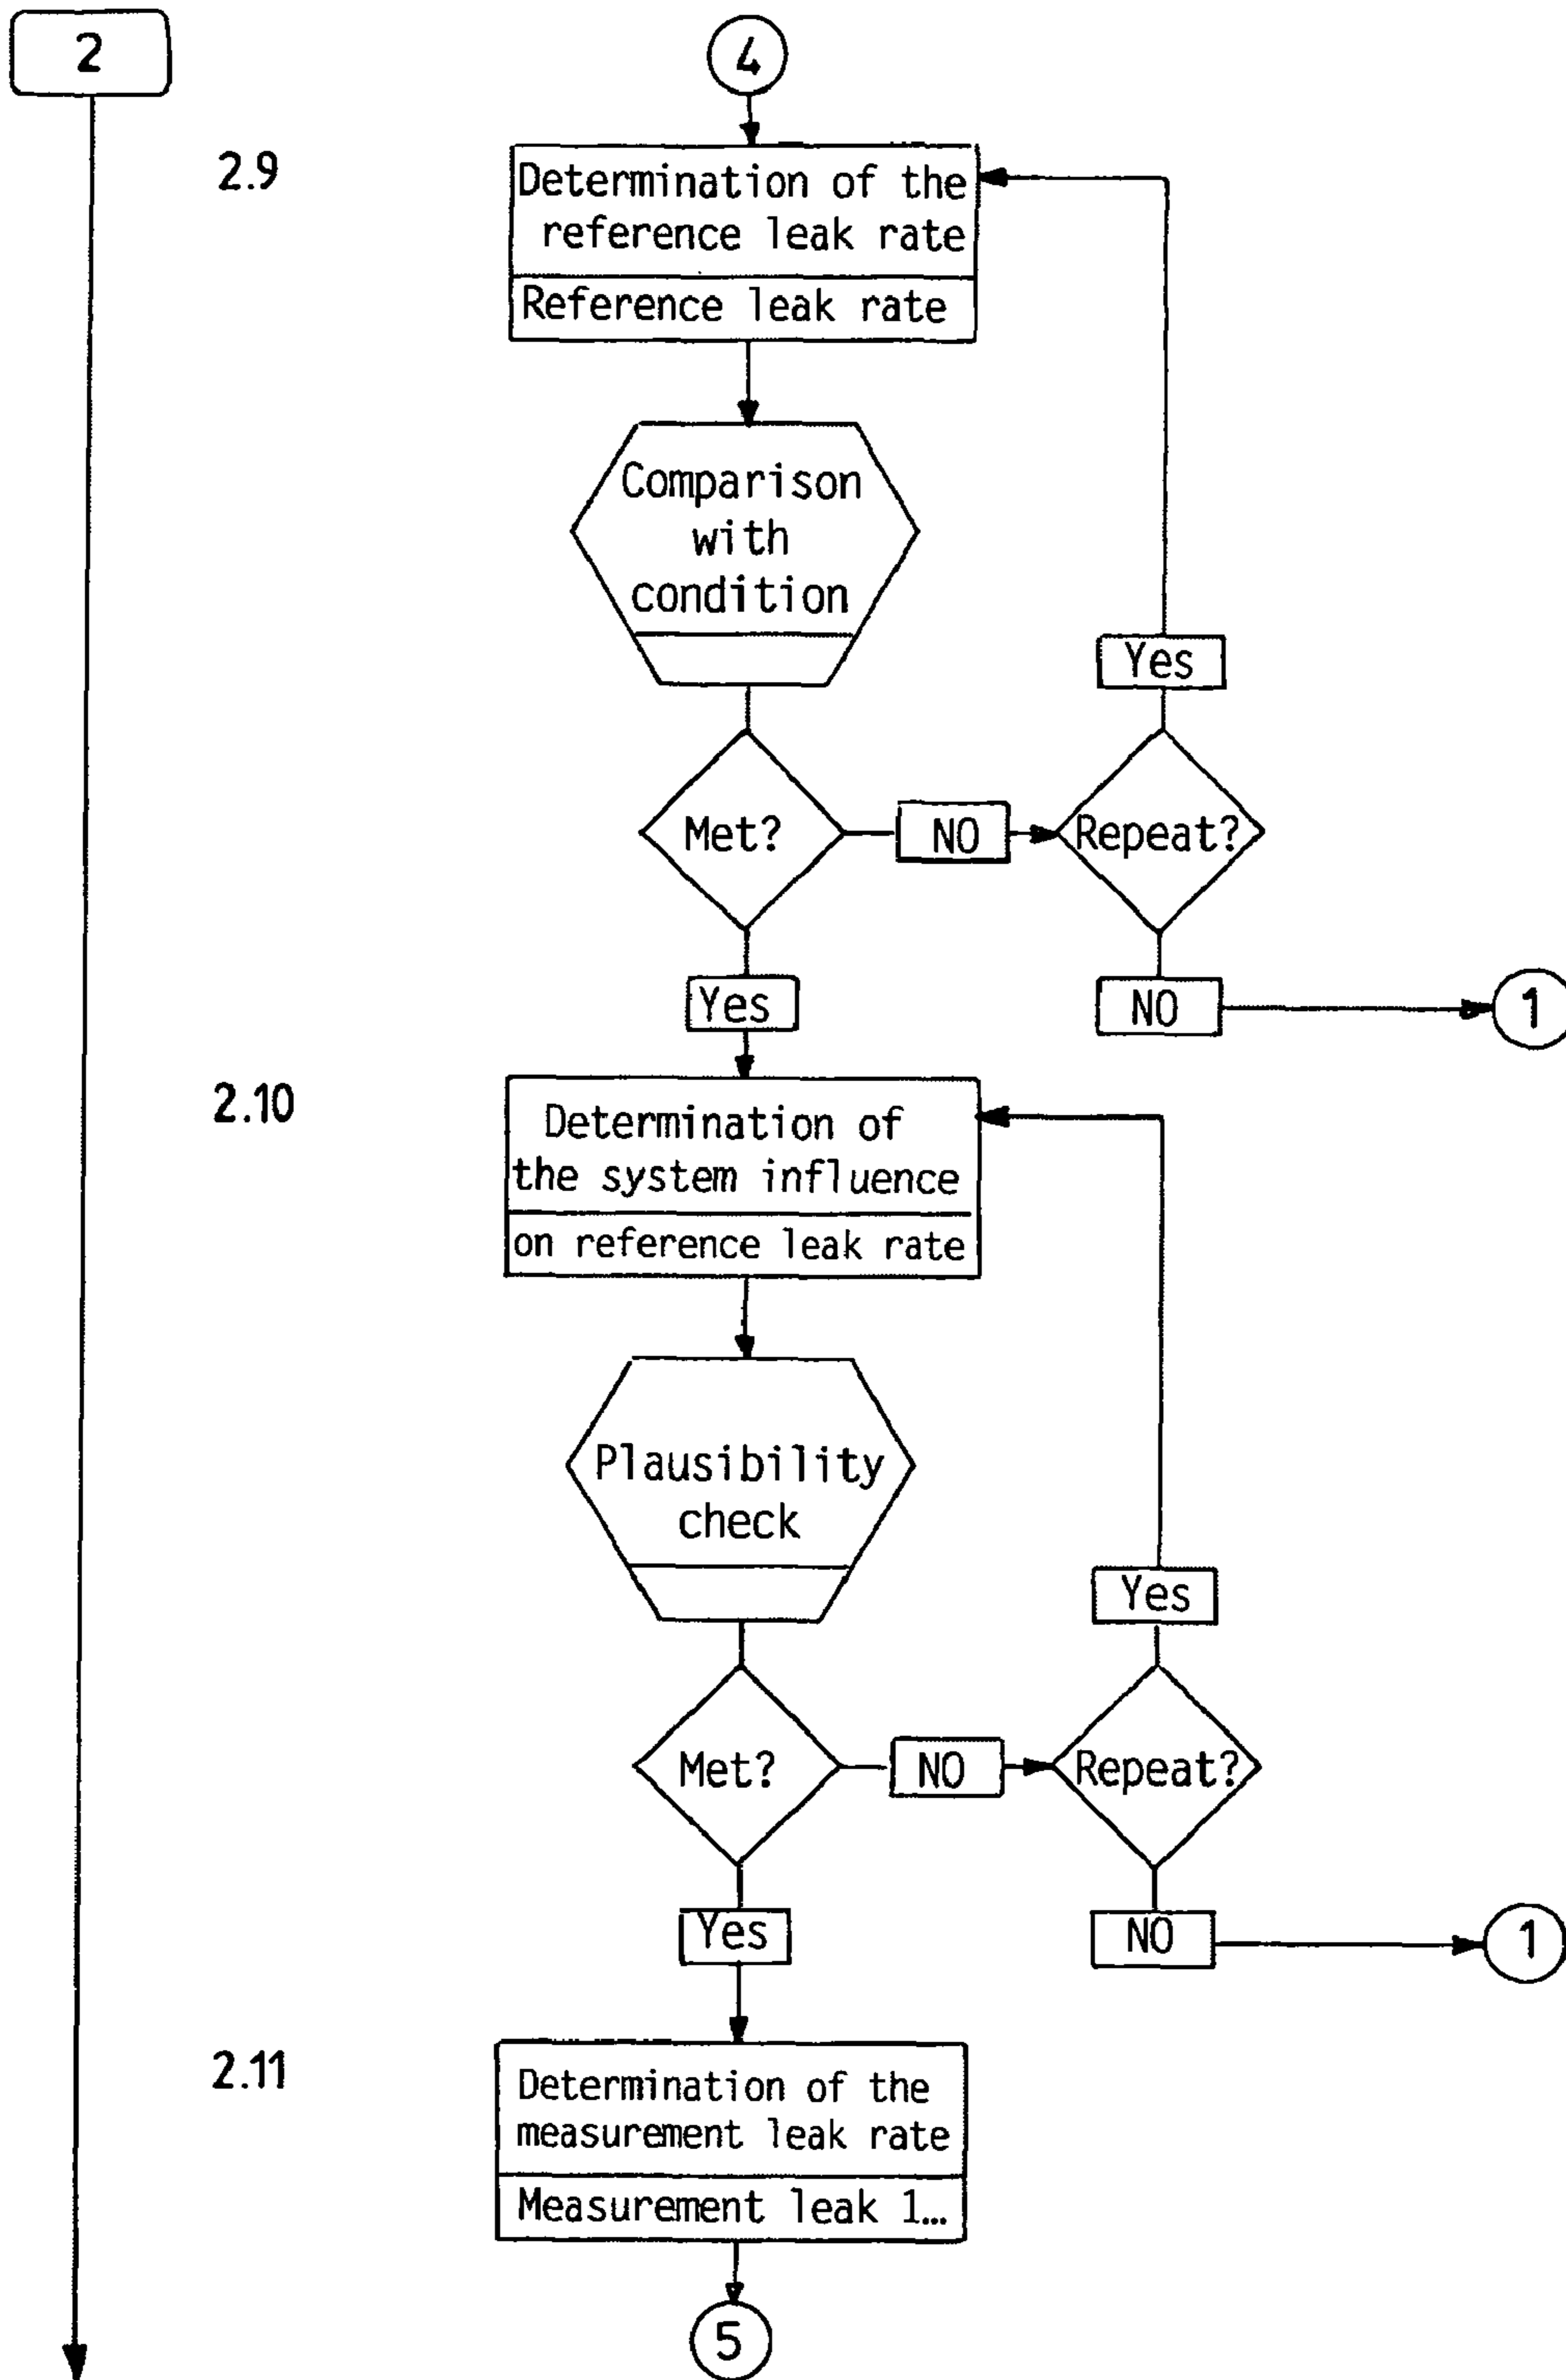 2
4
2.9
Determination of the
reference leak rate
Reference leak rate
Comparison
with
condition
Yes
Met?
NO
Repeat?
Yes
NO
1
2.10
Determination of
the system influence
on reference leak rate
Plausibility
check
Yes
Met?
NO
Repeat?
Yes
NO
1
2.11
Determination of the
measurement leak rate
Measurement leak 1...
5